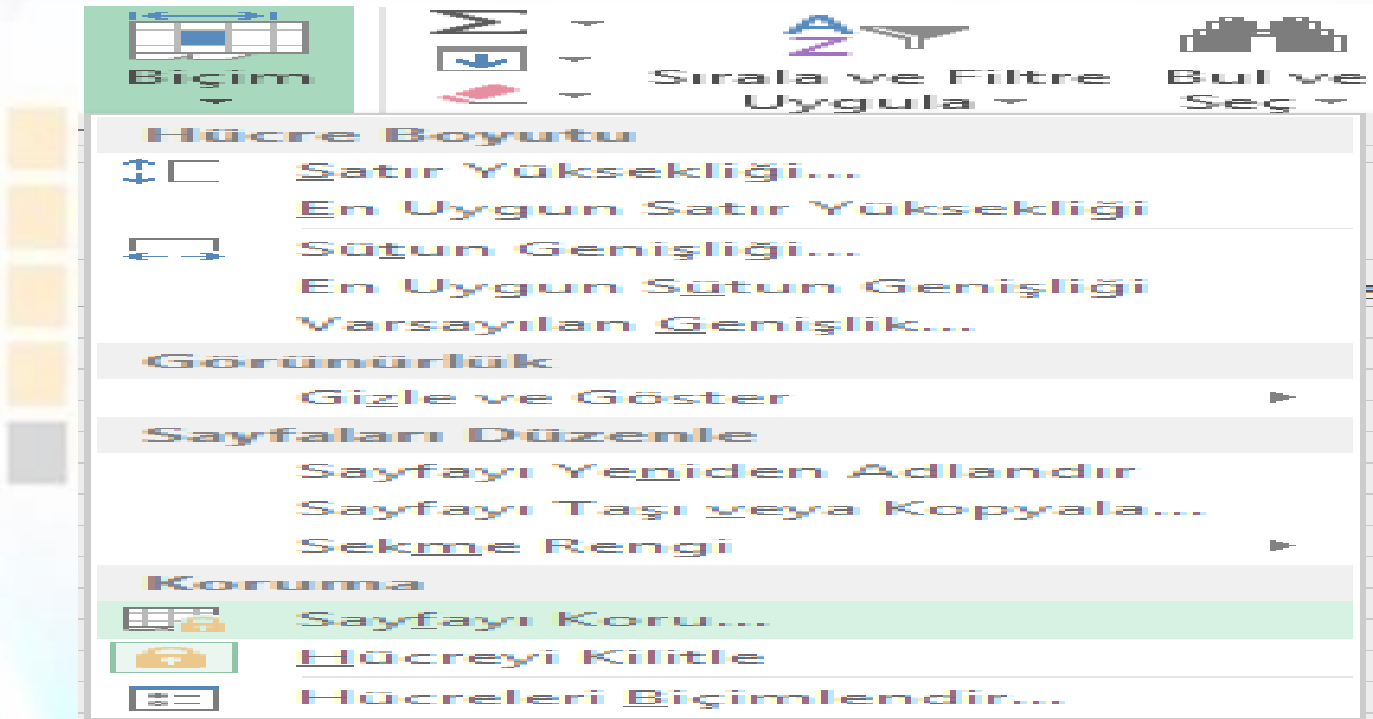 Biçim
Sırala ve Filtre
Uygula
Bul ve
Seç
Hücre Boyutu
Satır Yüksekliği...
En Uygun Satır Yüksekliği
Sütun Genişliği...
En Uygun Sütun Genişliği
Varsayılan Genişlik...
Görünürlük
Gizle ve Göster
Sayfaları Düzenle
Sayfayı Yeniden Adlandır
Sayfayı Taşı veya Kopyala...
Sekme Rengi
Koruma
Sayfayı Koru...
Hücreyi Kilitle
Hücreleri Biçimlendir...